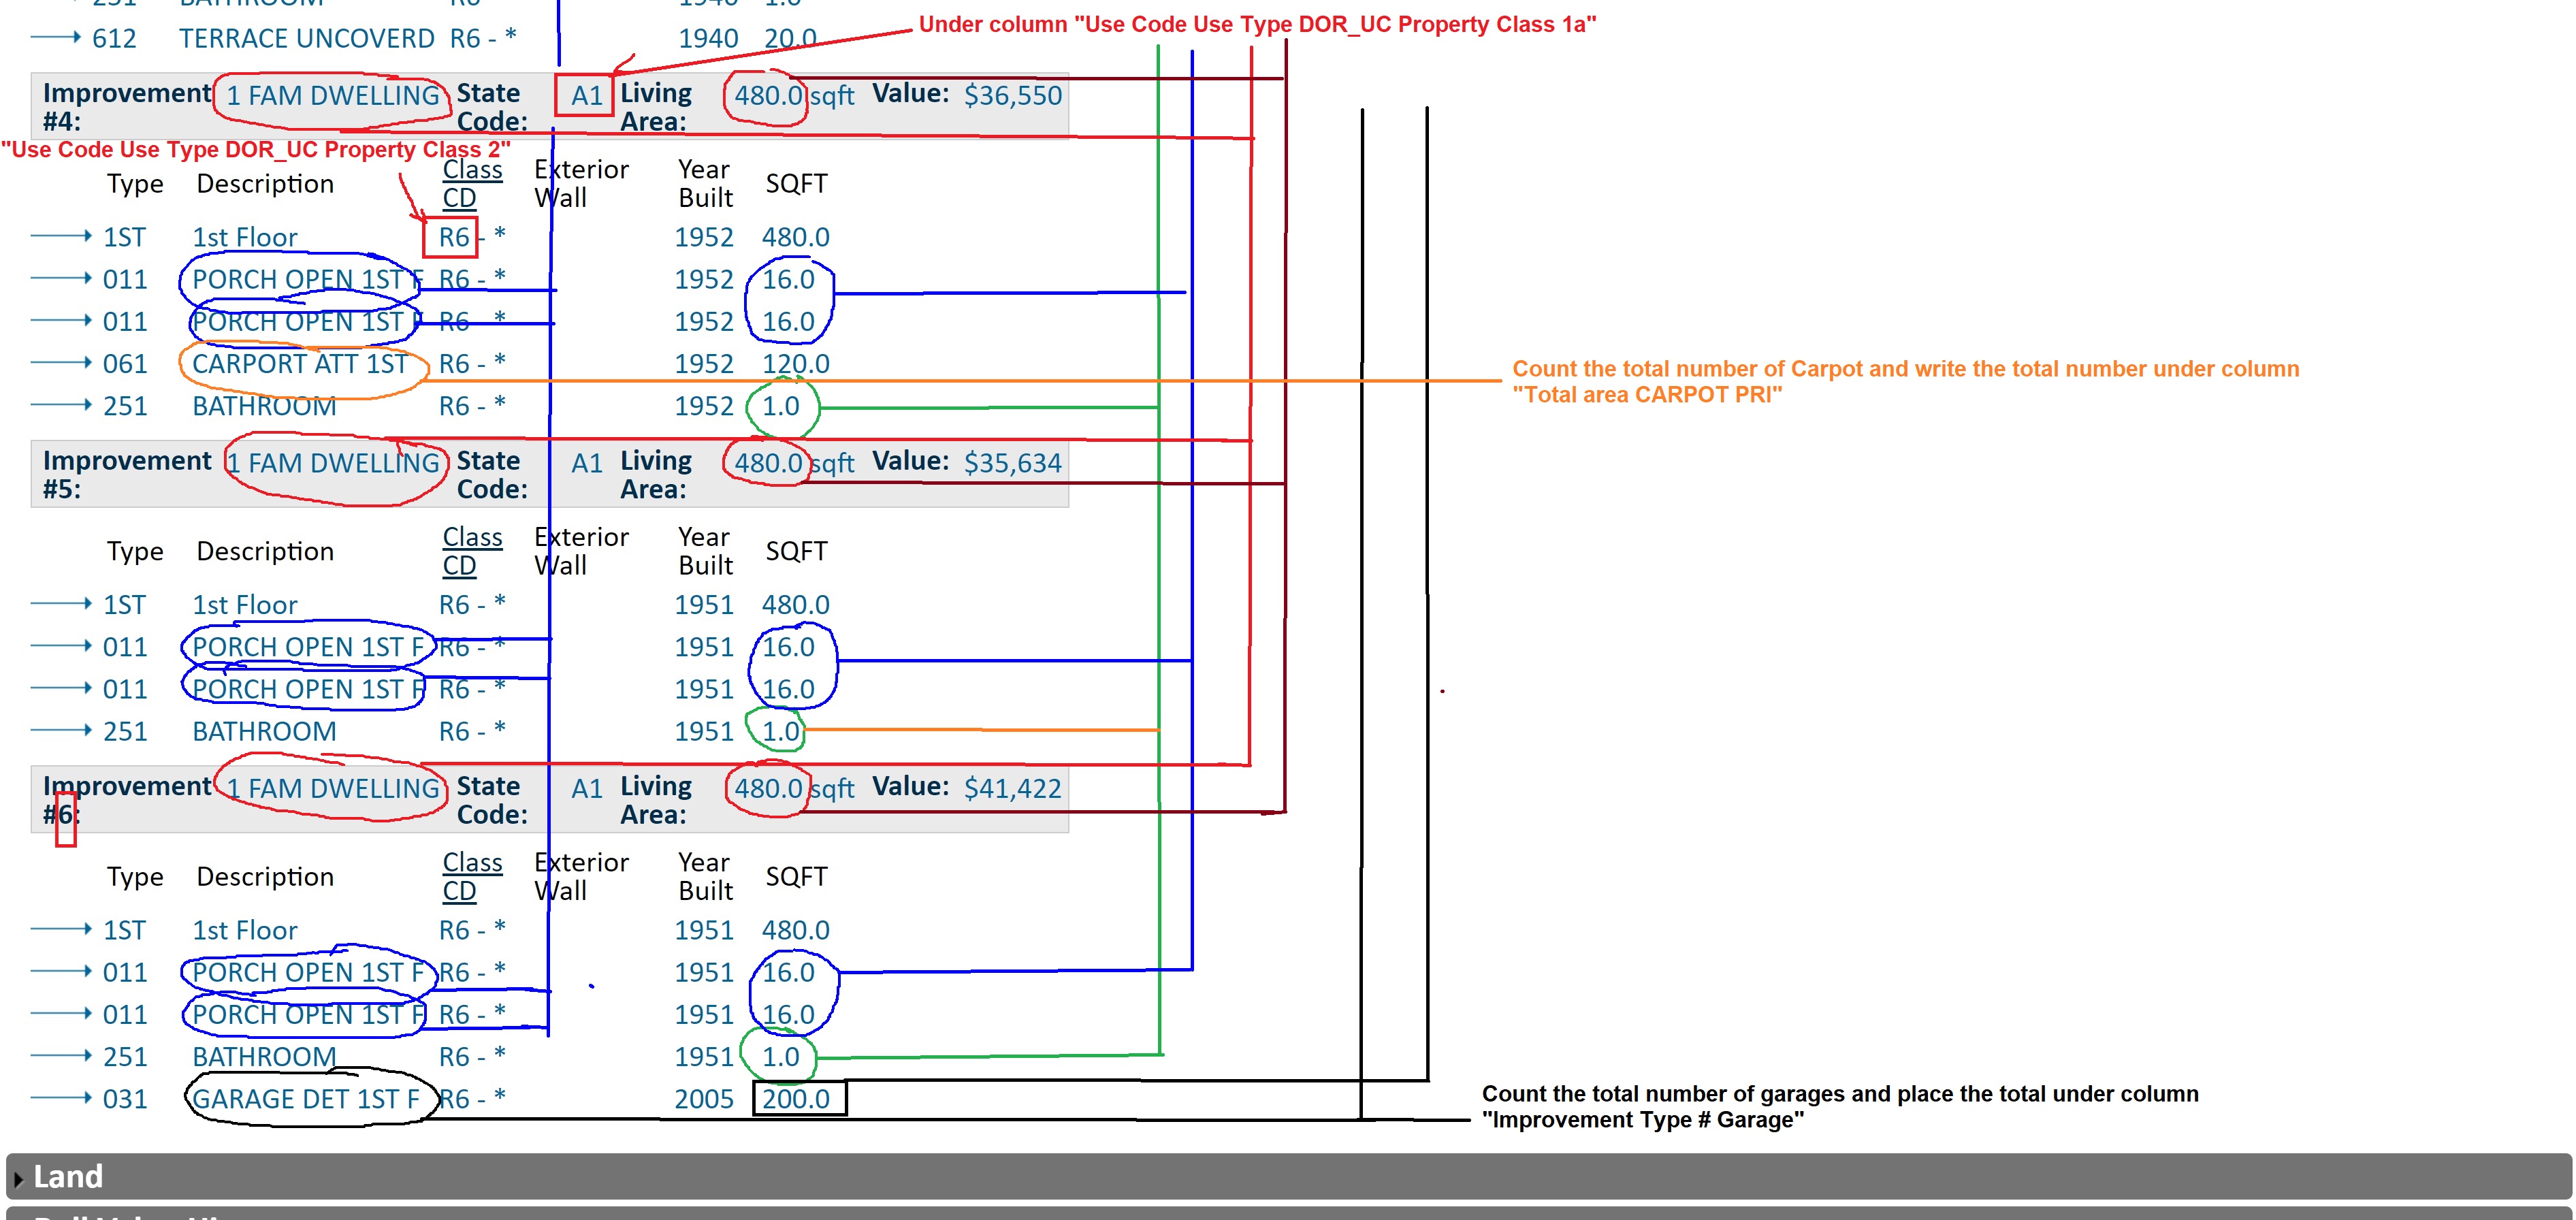 251 BATHROOM R6 1940 1.0
Under column "Use Code Use Type DOR_UC Property Class 1a"
612 TERRACE UNCOVERD R6 - * 1940 20.0
Improvement #4: 1 FAM DWELLING State Code: A1 Living Area: 480.0 sqft Value: $36,550
"Use Code Use Type DOR_UC Property Class 2"
Type Description Class CD Exterior Wall Year Built SQFT
1ST 1st Floor R6 - * 1952 480.0
011 PORCH OPEN 1ST F R6 - * 1952 16.0
011 PORCH OPEN 1ST F R6 - * 1952 16.0
061 CARPORT ATT 1ST R6 - * 1952 120.0
Count the total number of Carpot and write the total number under column
"Total area CARPOT PRI"
251 BATHROOM R6 - * 1952 1.0
Improvement #5: 1 FAM DWELLING State Code: A1 Living Area: 480.0 sqft Value: $35,634
Type Description Class CD Exterior Wall Year Built SQFT
1ST 1st Floor R6 - * 1951 480.0
011 PORCH OPEN 1ST F R6 - * 1951 16.0
011 PORCH OPEN 1ST F R6 - * 1951 16.0
251 BATHROOM R6 - * 1951 1.0
Improvement #6: 1 FAM DWELLING State Code: A1 Living Area: 480.0 sqft Value: $41,422
Type Description Class CD Exterior Wall Year Built SQFT
1ST 1st Floor R6 - * 1951 480.0
011 PORCH OPEN 1ST F R6 - * 1951 16.0
011 PORCH OPEN 1ST F R6 - * 1951 16.0
251 BATHROOM R6 - * 1951 1.0
031 GARAGE DET 1ST F R6 - * 2005 200.0
Count the total number of garages and place the total under column
"Improvement Type # Garage"
Land